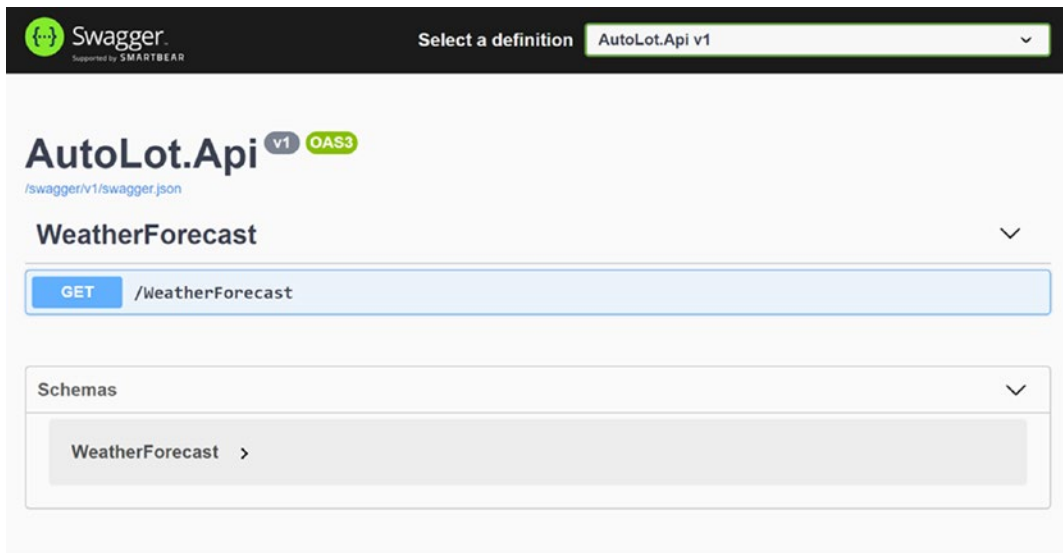 {···} Swagger.
Supported by SMARTBEAR
Select a definition
AutoLot.Api v1
AutoLot.Api v1 OAS3
/swagger/v1/swagger.json
WeatherForecast
GET /WeatherForecast
Schemas
WeatherForecast >